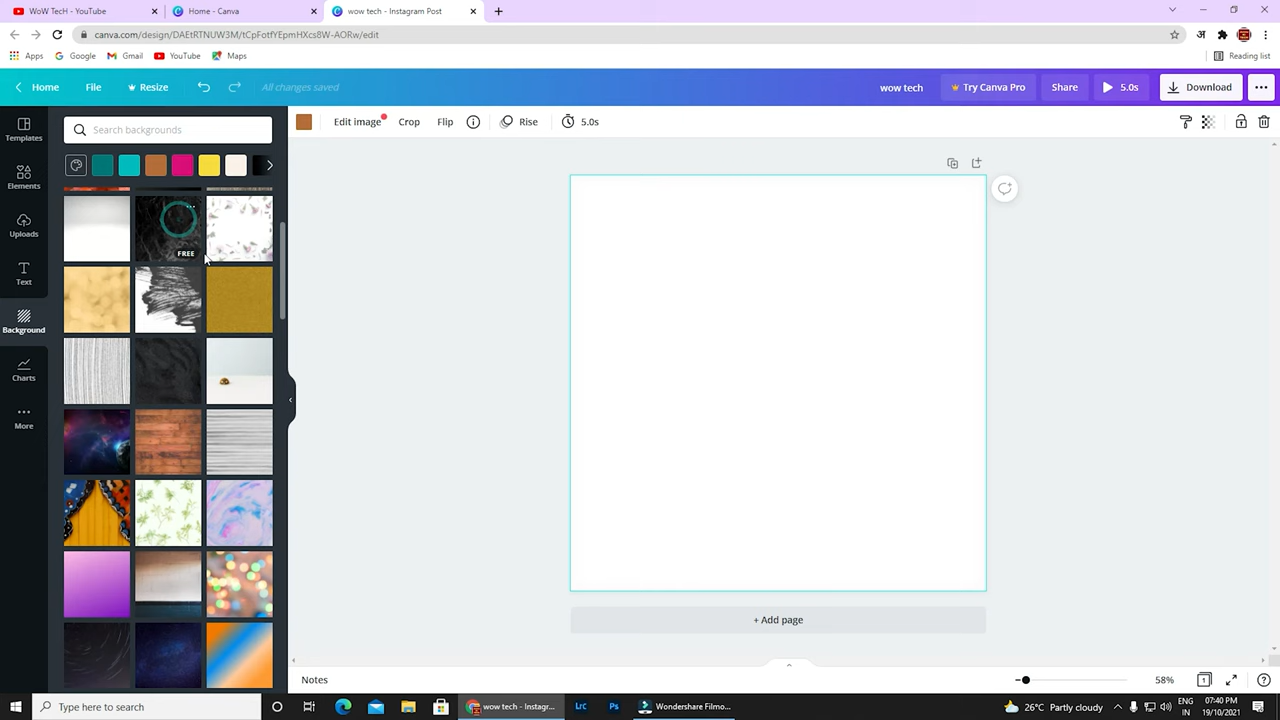 WoW TecH - YouTube
Home - Canva
wow tech - Instagram Post
canva.com/design/DAEtRTNUW3M/tCpFotfYEpmHXcs8W-AORw/edit
अ
Apps
Google
Gmail
YouTube
Maps
Reading list
Home
File
Resize
All changes saved
wow tech
Try Canva Pro
Share
5.0s
Download
Templates
Elements
Uploads
Text
Background
Charts
More
Search backgrounds
FREE
Edit image
Crop
Flip
Rise
5.0s
+ Add page
Notes
58%
1
Type here to search
wow tech - Instagr...
Lrc
Ps
Wondershare Filmo...
26°C Partly cloudy
ENG
IN
07:40 PM
19/10/2021